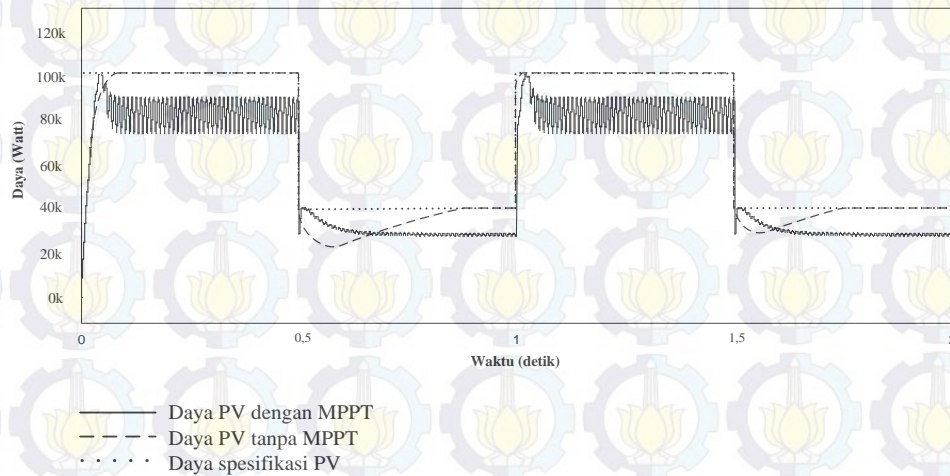 120k
100k
80k
60k
40k
20k
0k
Daya (Watt)
0
0,5
1
1,5
2
Waktu (detik)
Daya PV dengan MPPT
Daya PV tanpa MPPT
Daya spesifikasi PV